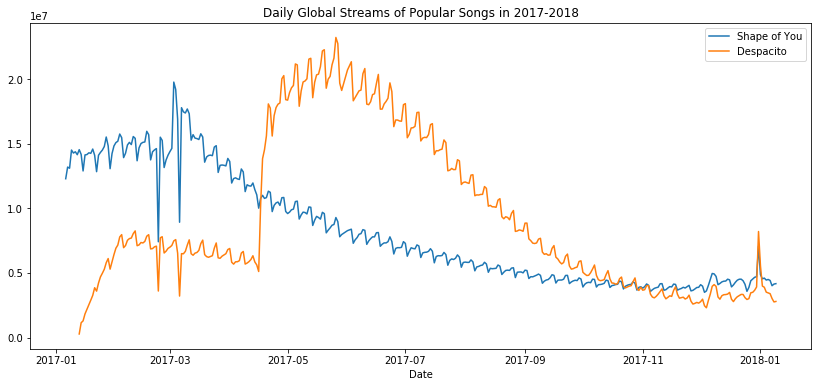 Daily Global Streams of Popular Songs in 2017-2018
1e7
Shape of You
Despacito
2.0
1.5
1.0
0.5
0.0
2017-01
2017-03
2017-05
2017-07
2017-09
2017-11
2018-01
Date